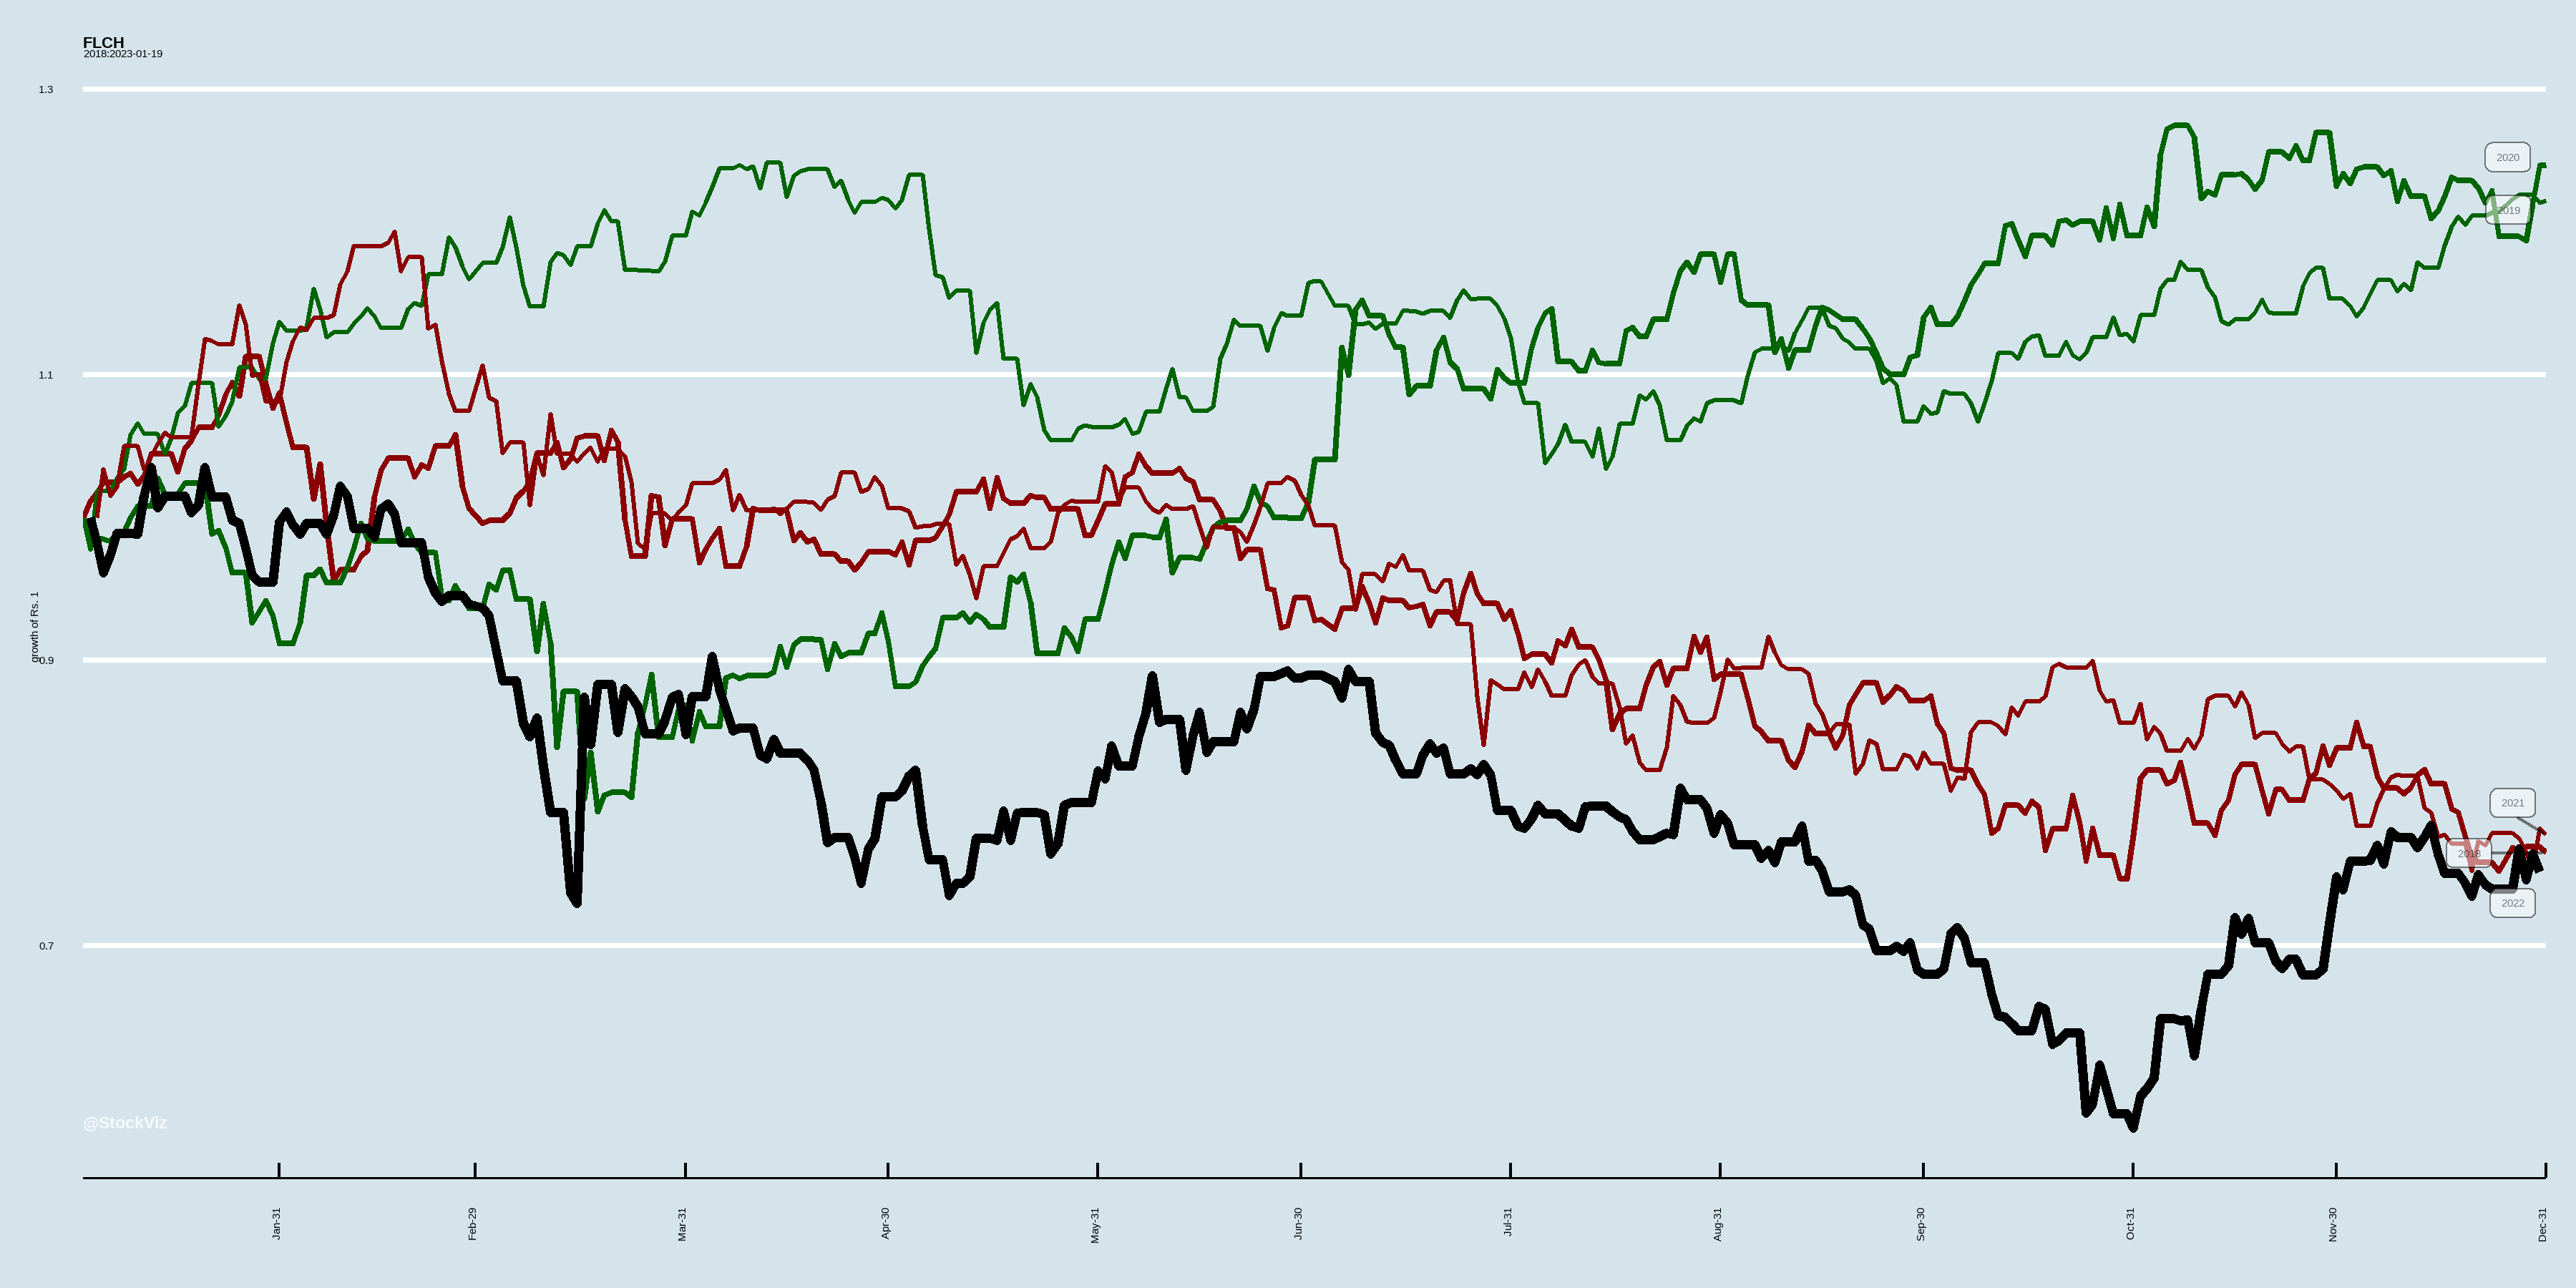 FLCH
2018:2023-01-19
1.3
1.1
0.9
0.7
growth of Rs. 1
2020
2019
2021
2018
2022
@StockViz
Jan-31
Feb-29
Mar-31
Apr-30
May-31
Jun-30
Jul-31
Aug-31
Sep-30
Oct-31
Nov-30
Dec-31